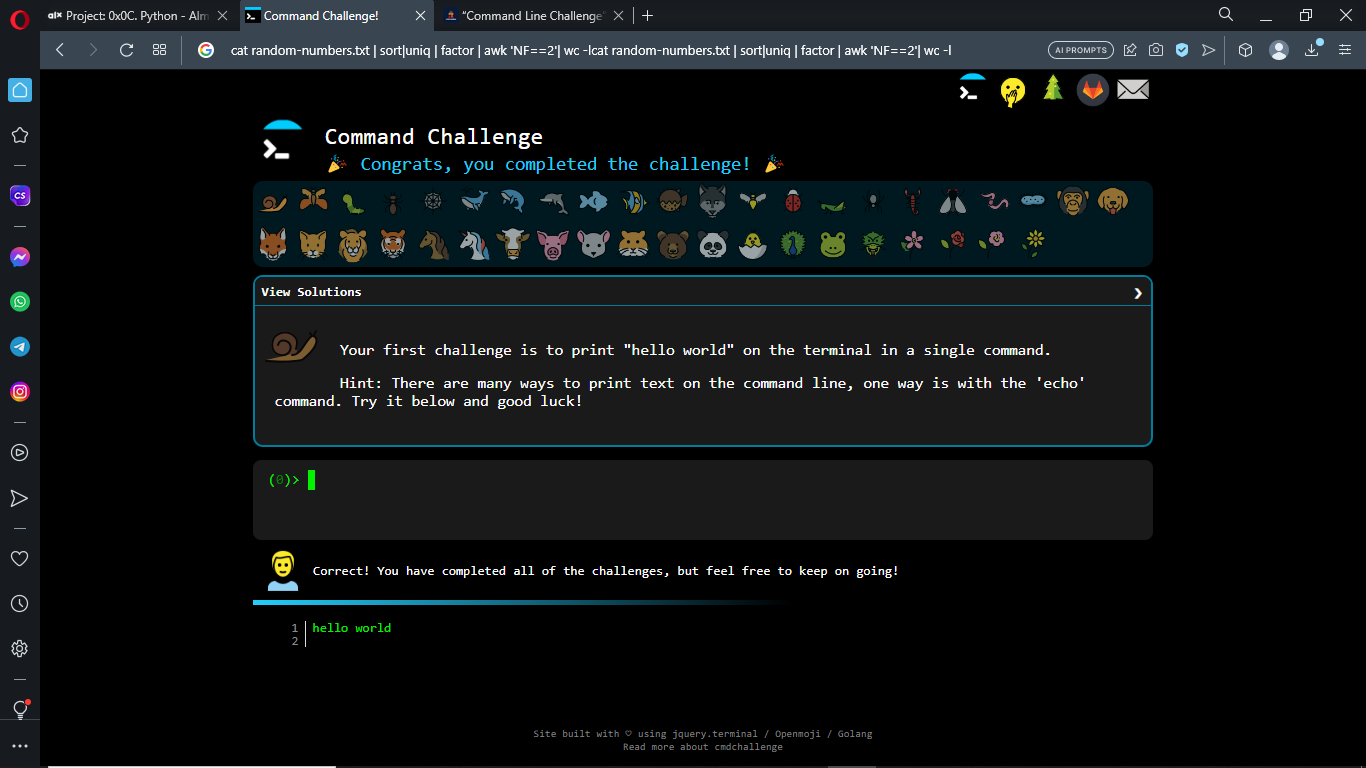 alx Project: 0x0C. Python - Alm
Command Challenge!
"Command Line Challenge"
cat random-numbers.txt | sort|uniq | factor | awk 'NF==2'| wc -lcat random-numbers.txt | sort|uniq | factor | awk 'NF==2'| wc -l
AI PROMPTS
CS
Command Challenge
Congrats, you completed the challenge!
View Solutions
Your first challenge is to print "hello world" on the terminal in a single command.
Hint: There are many ways to print text on the command line, one way is with the 'echo'
command. Try it below and good luck!
(0)>
Correct! You have completed all of the challenges, but feel free to keep on going!
1 hello world
2
Site built with ♡ using jquery.terminal / Openmoji / Golang
Read more about cmdchallenge